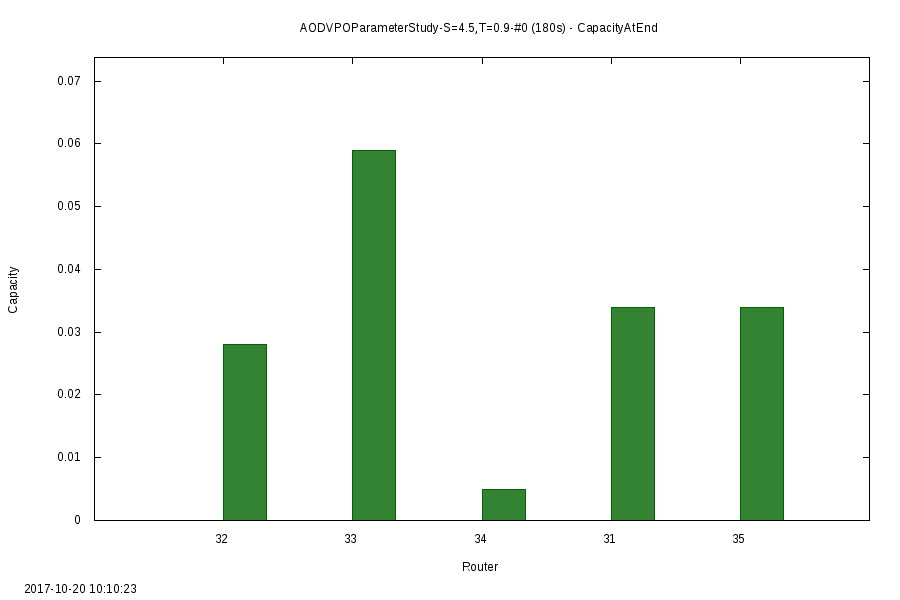 AODVPOParameterStudy-S=4.5,T=0.9-#0 (180s) - CapacityAtEnd
0.07
0.06
0.05
0.04
0.03
0.02
0.01
0
Capacity
32 33 34 31 35
Router
2017-10-20 10:10:23